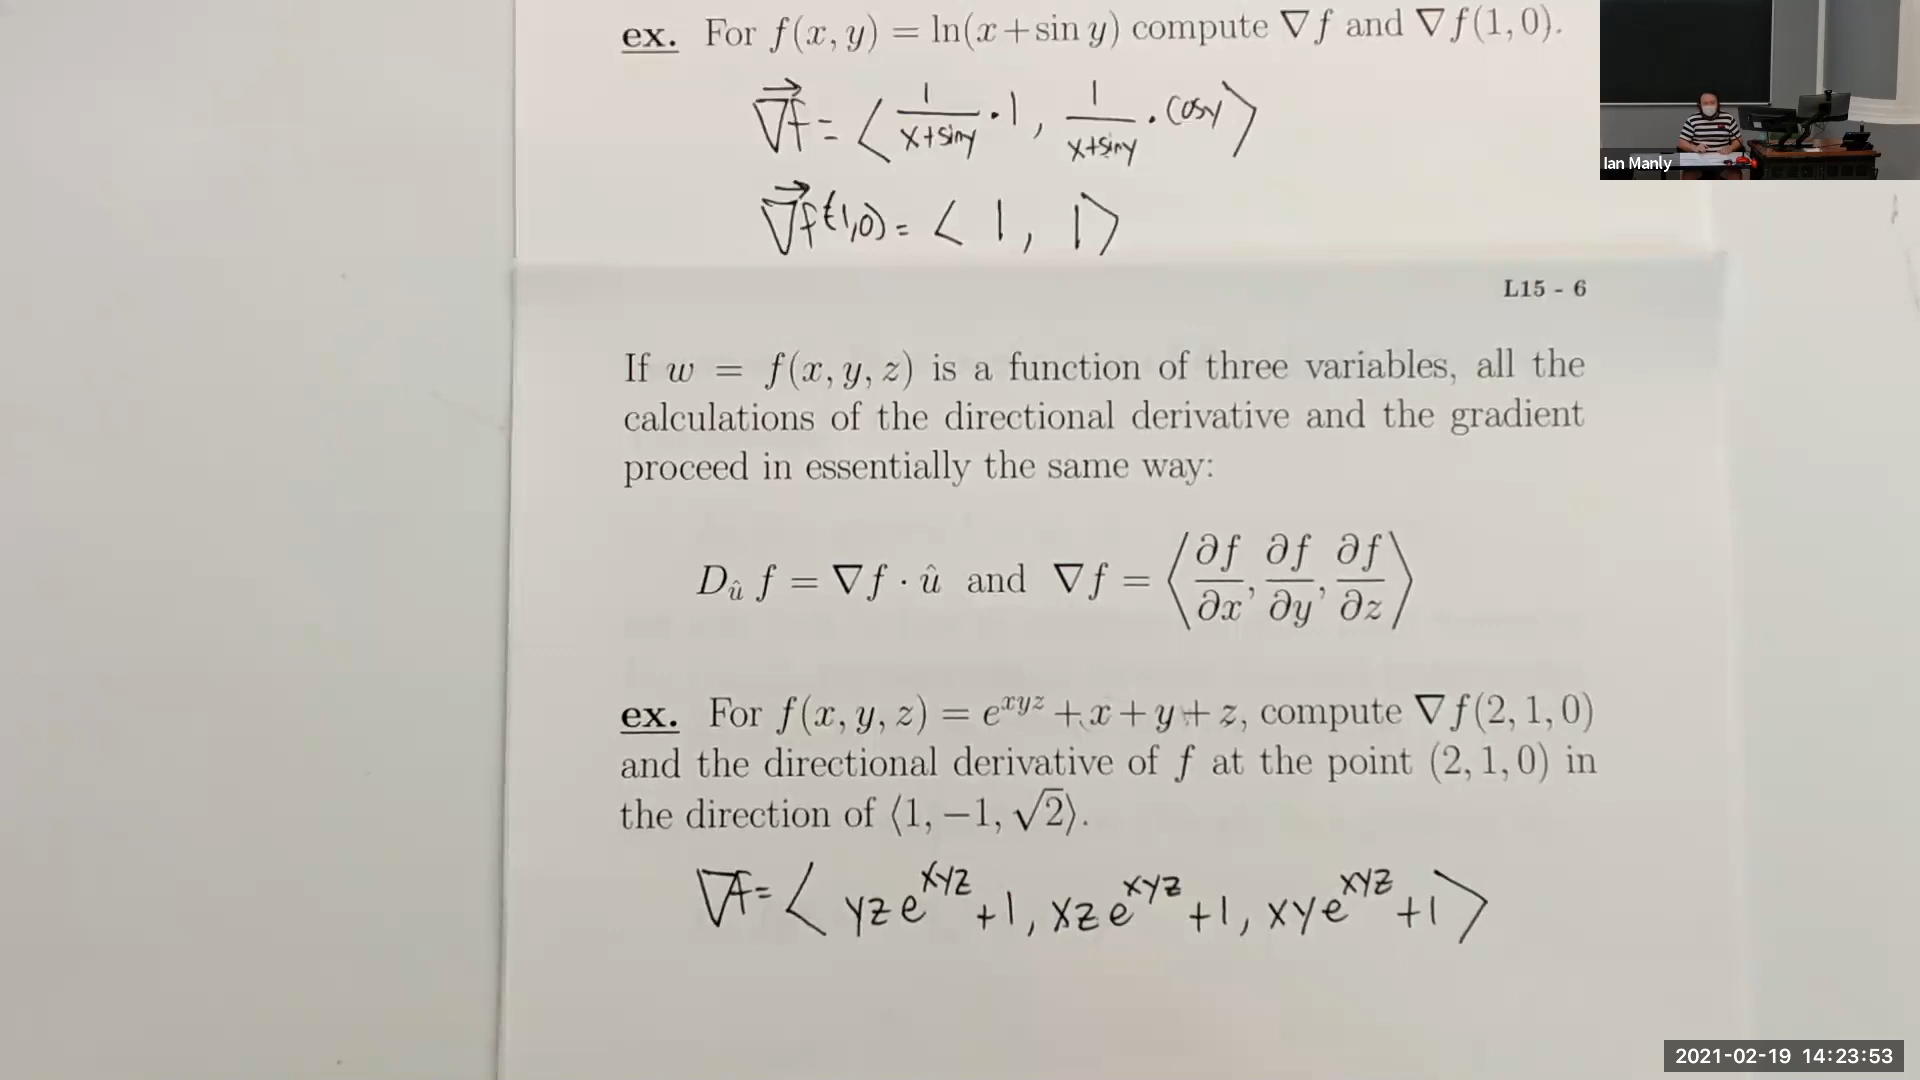 ex. For f(x, y) = ln(x + sin y) compute ∇f and ∇f(1, 0).
∇f = ⟨ 1/(x+siny) · 1, 1/(x+siny) · cosy ⟩
∇f(1,0) = ⟨ 1, 1 ⟩
L15 - 6
If w = f(x, y, z) is a function of three variables, all the
calculations of the directional derivative and the gradient
proceed in essentially the same way:
D_û f = ∇f · û and ∇f = ⟨ ∂f/∂x, ∂f/∂y, ∂f/∂z ⟩
ex. For f(x, y, z) = e^{xyz} + x + y + z, compute ∇f(2, 1, 0)
and the directional derivative of f at the point (2, 1, 0) in
the direction of ⟨1, −1, √2⟩.
∇f = ⟨ yze^{xyz} + 1, xze^{xyz} + 1, xye^{xyz} + 1 ⟩
Ian Manly
2021-02-19 14:23:53